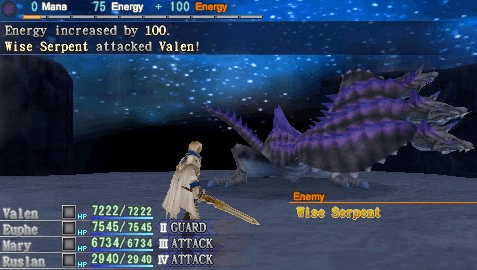 0 Mana 75 Energy + 100 Energy
Energy increased by 100.
Wise Serpent attacked Valen!
Enemy
Wise Serpent
Valen HP 7222/7222
Euphe HP 7545/7545 II GUARD
Mary HP 6734/6734 III ATTACK
Ruslan HP 2940/2940 IV ATTACK